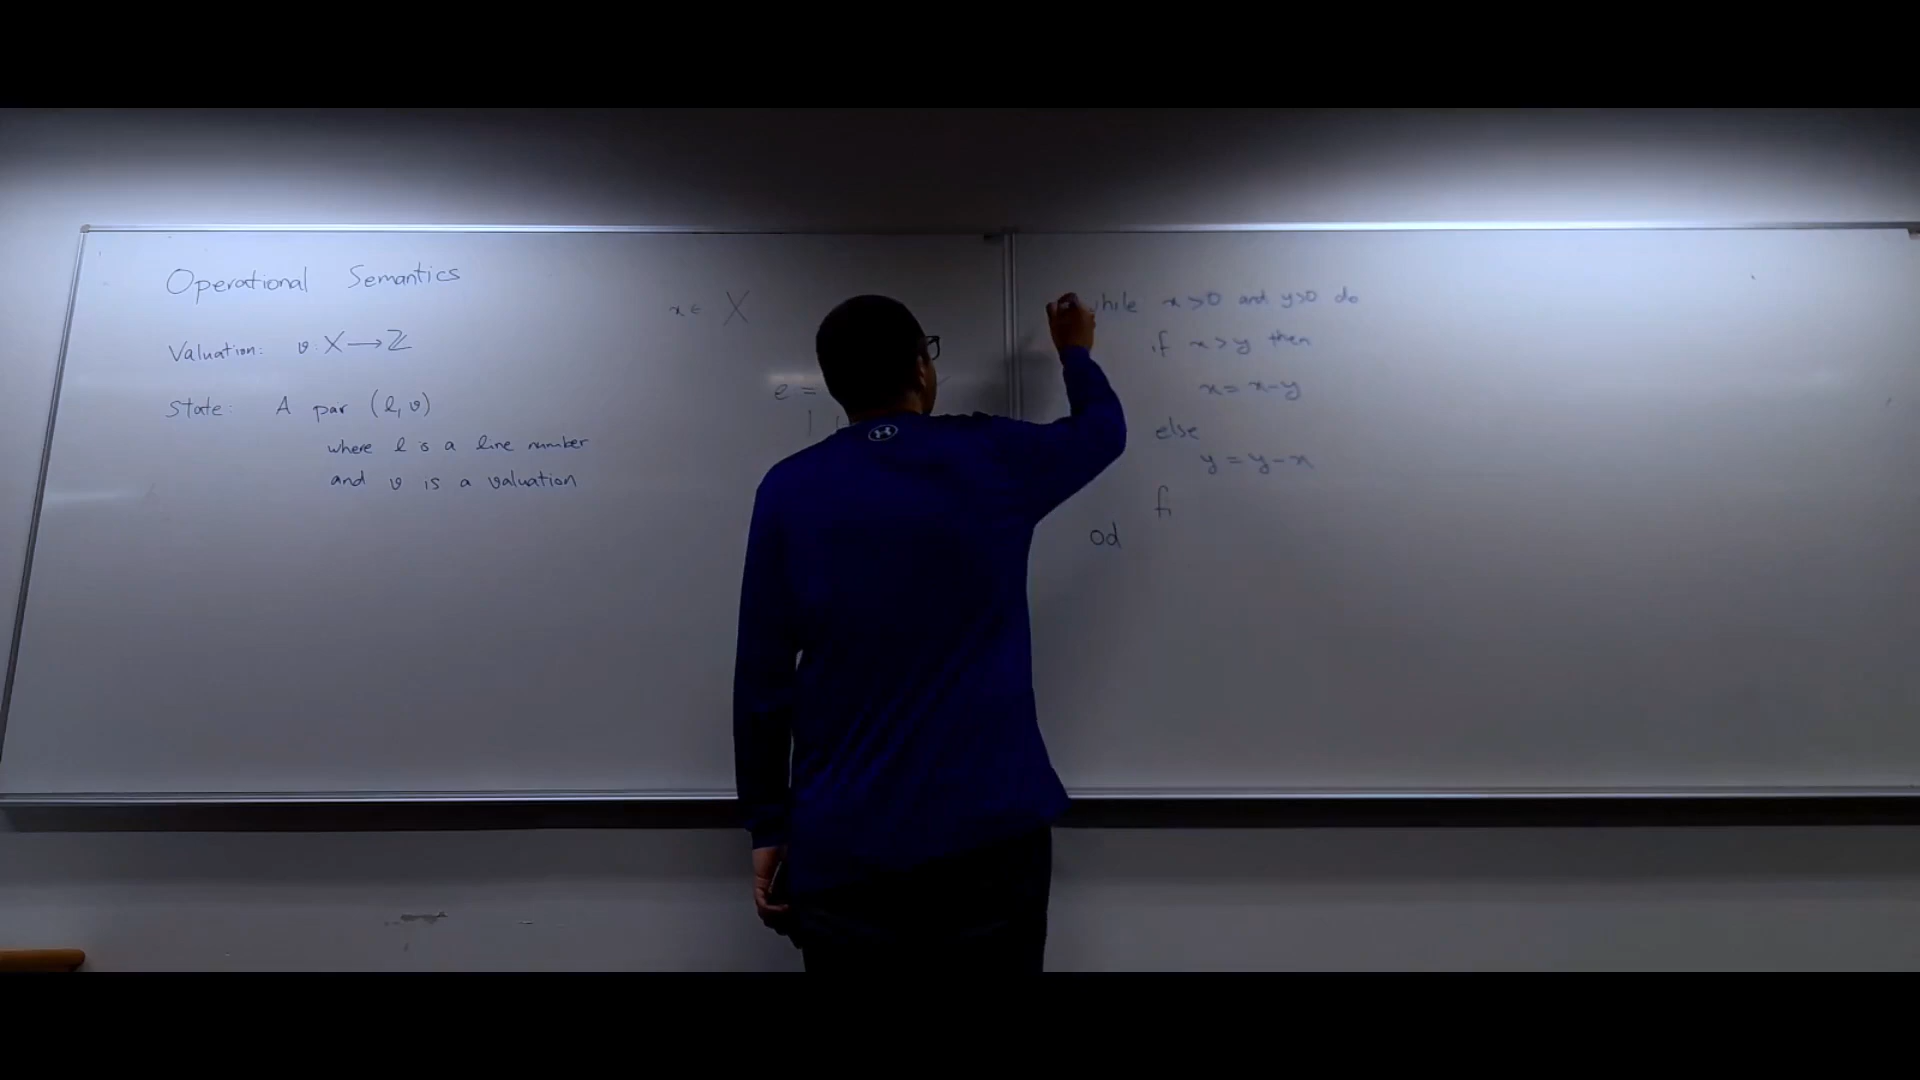 Operational Semantics
Valuation: v : X → ℤ
State: A par (l, v)
where l is a line number
and v is a valuation
x ∈ X
e =
while x > 0 and y > 0 do
if x > y then
x = x - y
else
y = y - x
fi
od